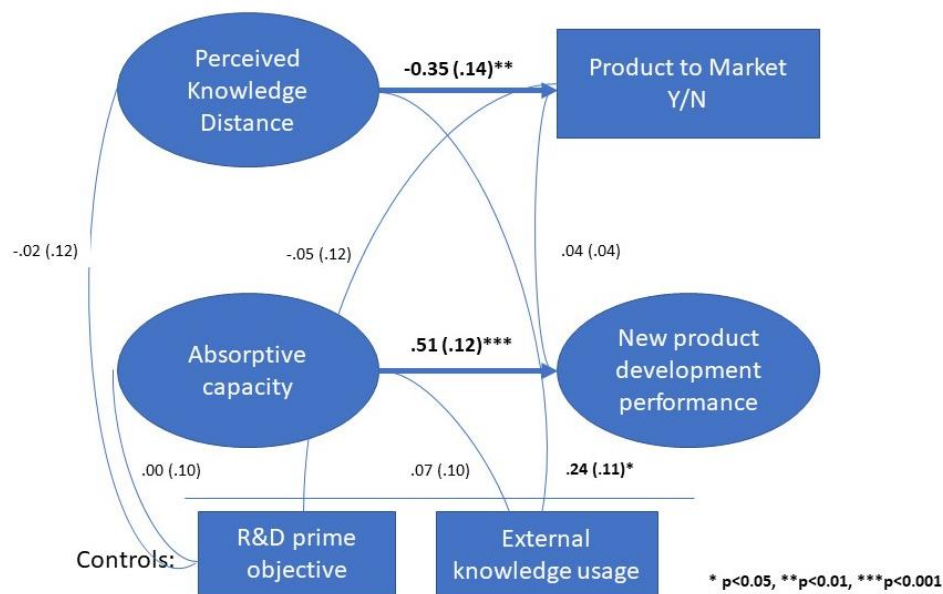 Perceived
Knowledge
Distance
-0.35 (.14)**
Product to Market
Y/N
-.02 (.12)
-.05 (.12)
.04 (.04)
Absorptive
capacity
.51 (.12)***
New product
development
performance
.00 (.10)
.07 (.10)
.24 (.11)*
Controls:
R&D prime
objective
External
knowledge usage
* p<0.05, **p<0.01, ***p<0.001